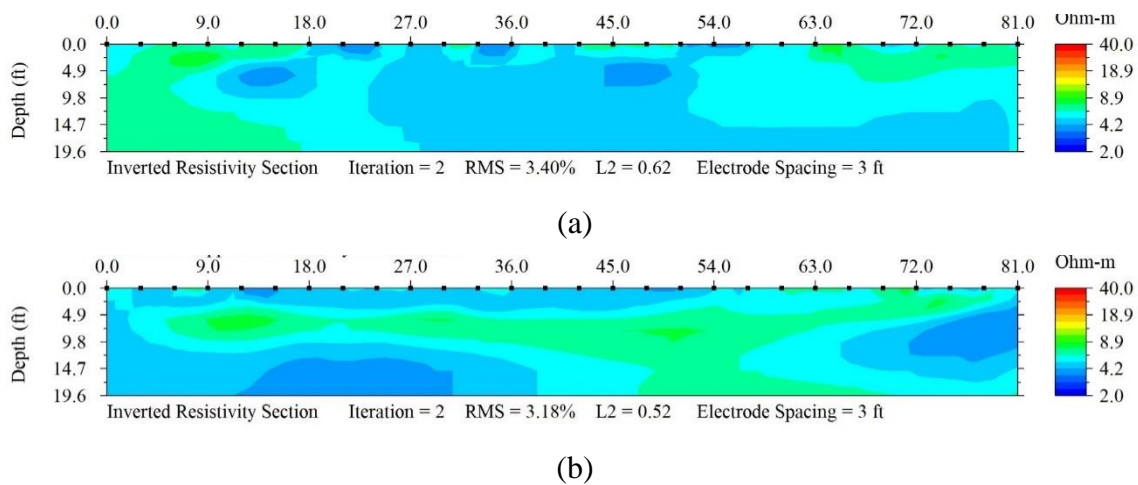 0.0 9.0 18.0 27.0 36.0 45.0 54.0 63.0 72.0 81.0 Ohm-m
Depth (ft)
0.0
4.9
9.8
14.7
19.6
40.0
18.9
8.9
4.2
2.0
Inverted Resistivity Section Iteration = 2 RMS = 3.40% L2 = 0.62 Electrode Spacing = 3 ft
(a)
0.0 9.0 18.0 27.0 36.0 45.0 54.0 63.0 72.0 81.0 Ohm-m
Depth (ft)
0.0
4.9
9.8
14.7
19.6
40.0
18.9
8.9
4.2
2.0
Inverted Resistivity Section Iteration = 2 RMS = 3.18% L2 = 0.52 Electrode Spacing = 3 ft
(b)